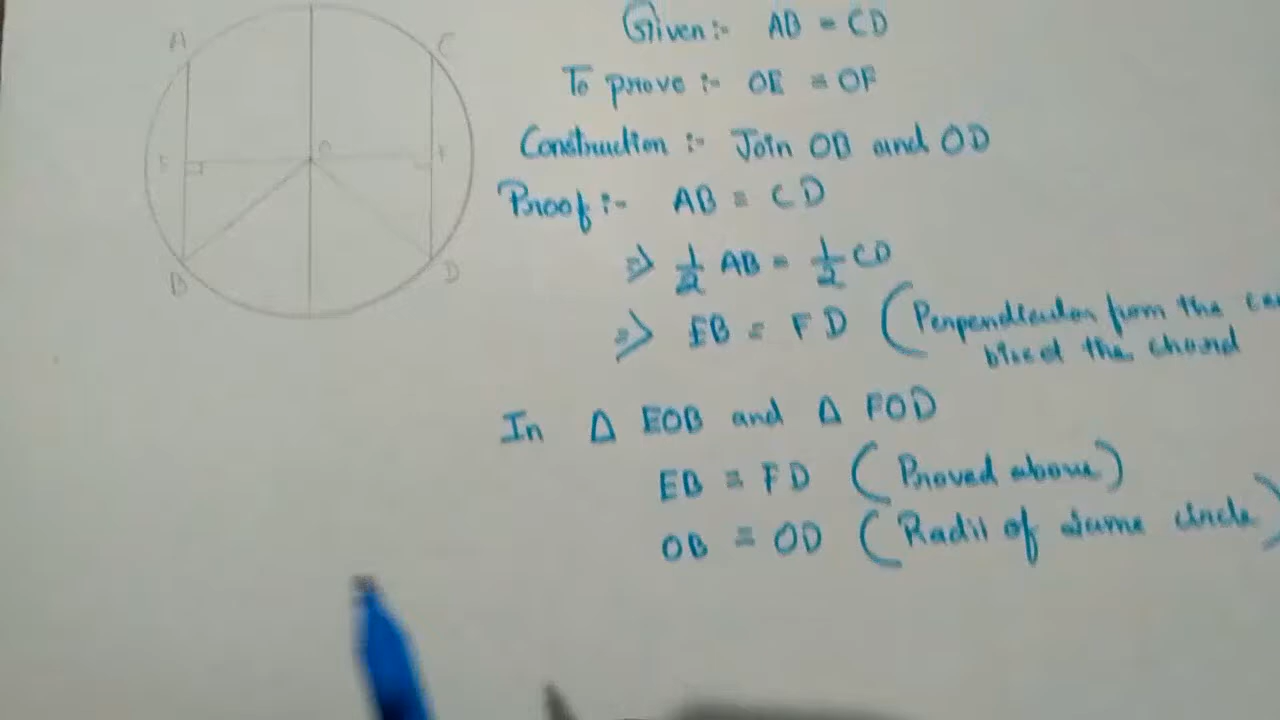 A
C
E
O
F
B
D
Given:- AB = CD
To prove :- OE = OF
Construction :- Join OB and OD
Proof :- AB = CD
⇒ 1/2 AB = 1/2 CD
⇒ EB = FD (Perpendicular from the
bisect the chord
In Δ EOB and Δ FOD
EB = FD (Proved above)
OB = OD (Radii of same circle)